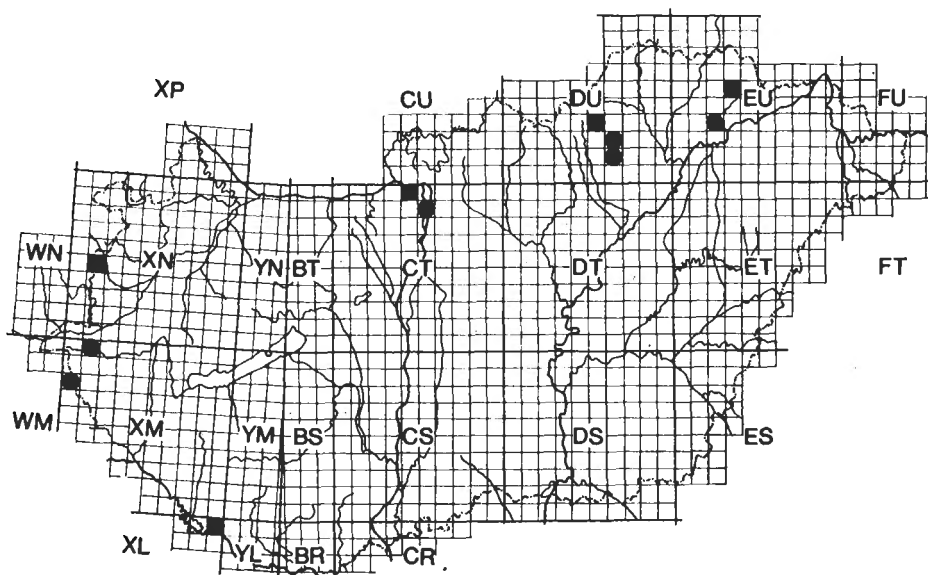 XP CU DU EU FU
WN XN YN BT CT DT ET FT
WM XM YM BS CS DS ES
XL YL BR CR